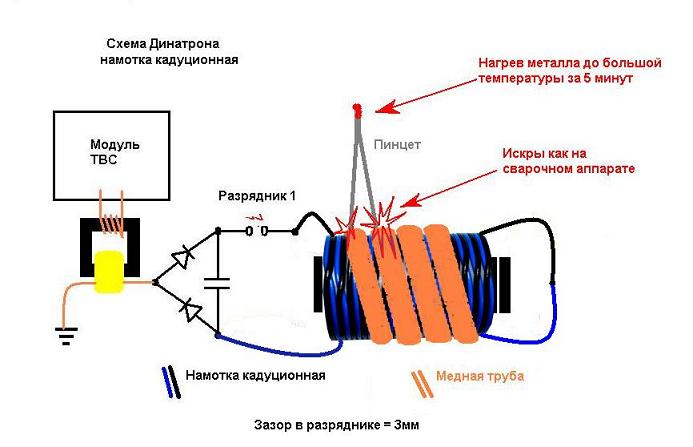 Схема Динатрона
намотка кадуционная
Нагрев металла до большой
температуры за 5 минут
Модуль
ТВС
Пинцет
Искры как на
сварочном аппарате
Разрядник 1
Намотка кадуционная
Медная труба
Зазор в разряднике = 3мм